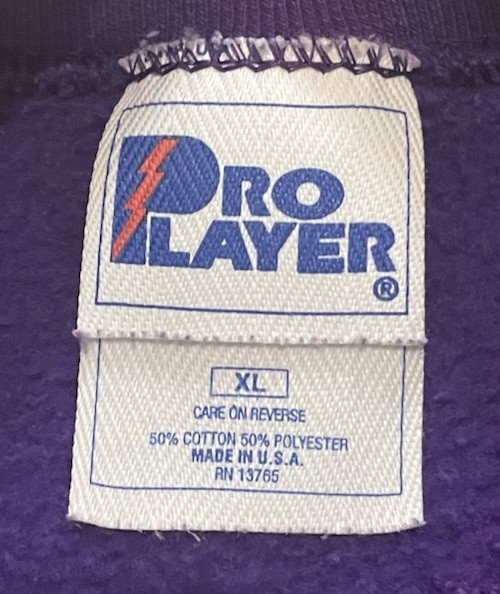 PRO
PLAYER
®
XL
CARE ON REVERSE
50% COTTON 50% POLYESTER
MADE IN U.S.A.
RN 13765